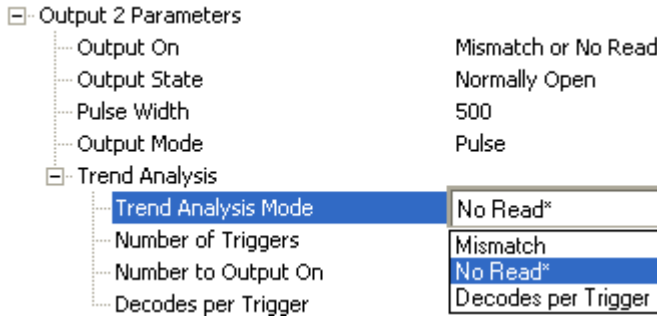 Output 2 Parameters
Output On Mismatch or No Read
Output State Normally Open
Pulse Width 500
Output Mode Pulse
Trend Analysis
Trend Analysis Mode No Read*
Number of Triggers Mismatch
Number to Output On No Read*
Decodes per Trigger Decodes per Trigger